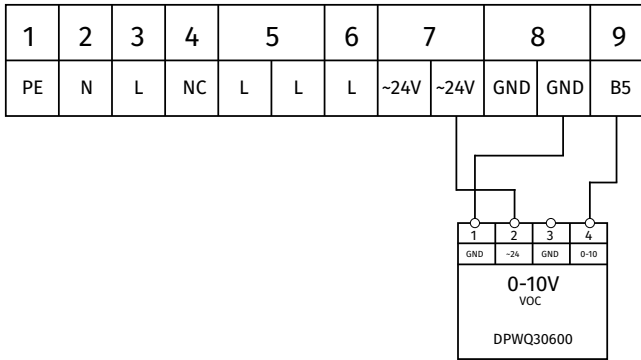 1 2 3 4 5 6 7 8 9
PE N L NC L L L ~24V ~24V GND GND B5
1 2 3 4
GND ~24 GND 0-10
0-10V
VOC
DPWQ30600